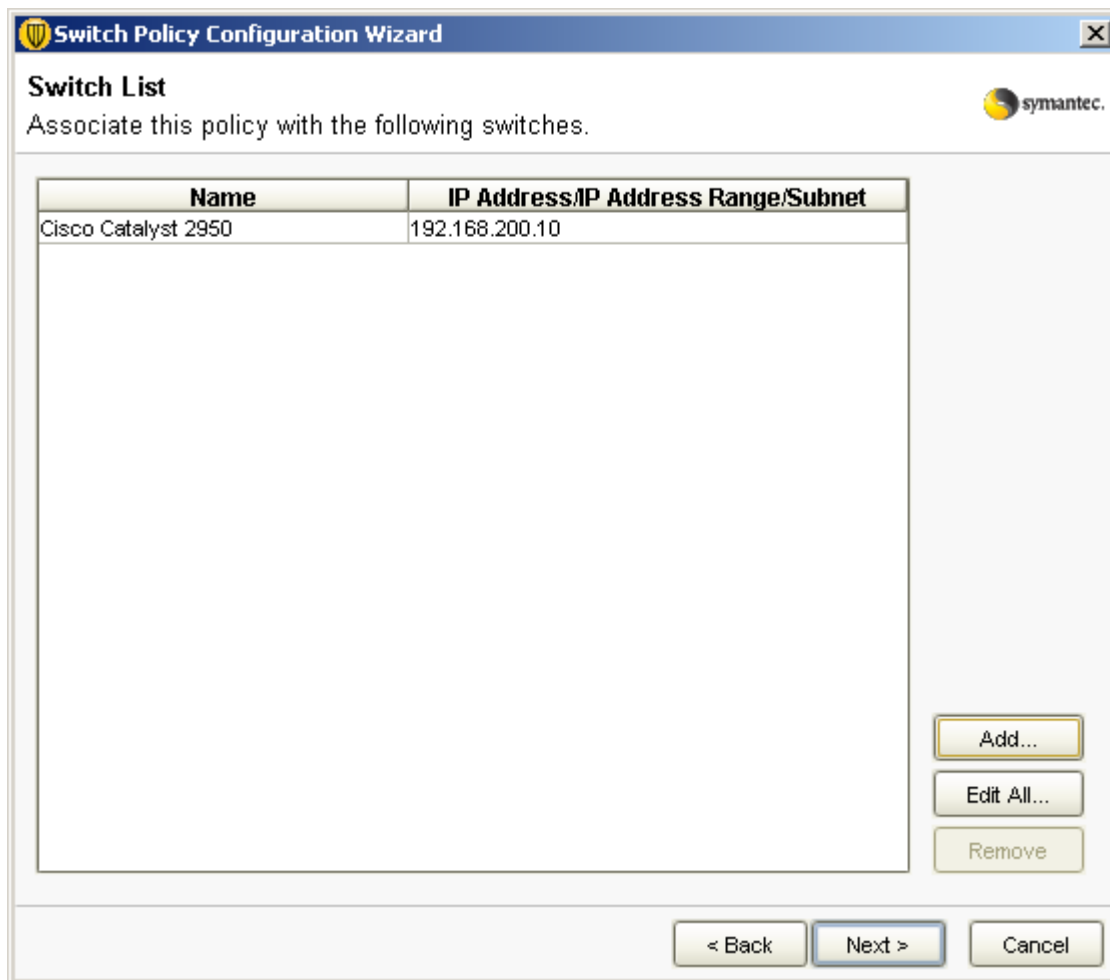 Switch Policy Configuration Wizard
Switch List
Associate this policy with the following switches.
symantec.
Name IP Address/IP Address Range/Subnet
Cisco Catalyst 2950 192.168.200.10
Add...
Edit All...
Remove
< Back Next > Cancel